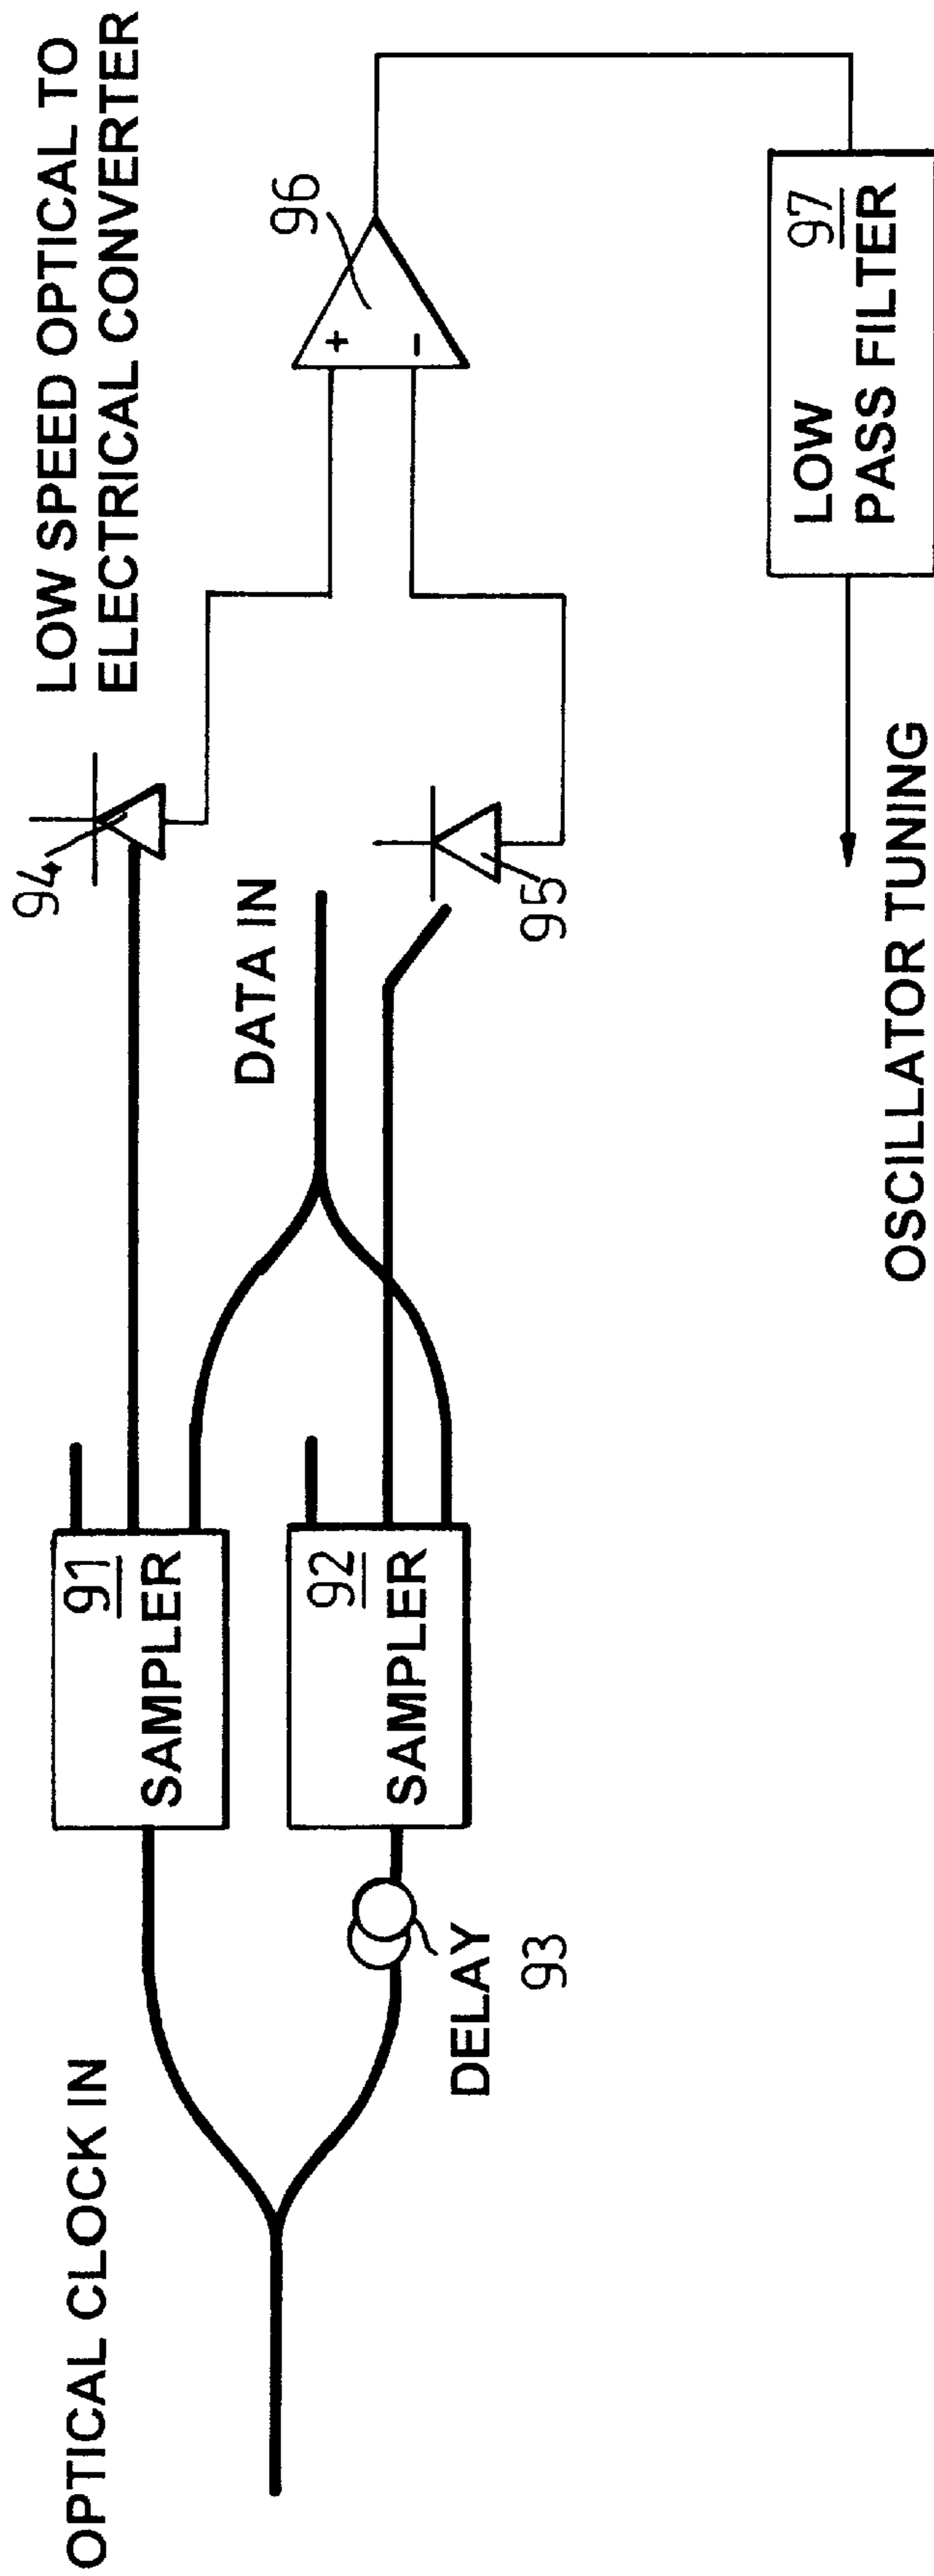 OPTICAL CLOCK IN
DELAY
93
91
SAMPLER
92
SAMPLER
DATA IN
94
95
LOW SPEED OPTICAL TO
ELECTRICAL CONVERTER
96
+
-
97
LOW
PASS FILTER
OSCILLATOR TUNING